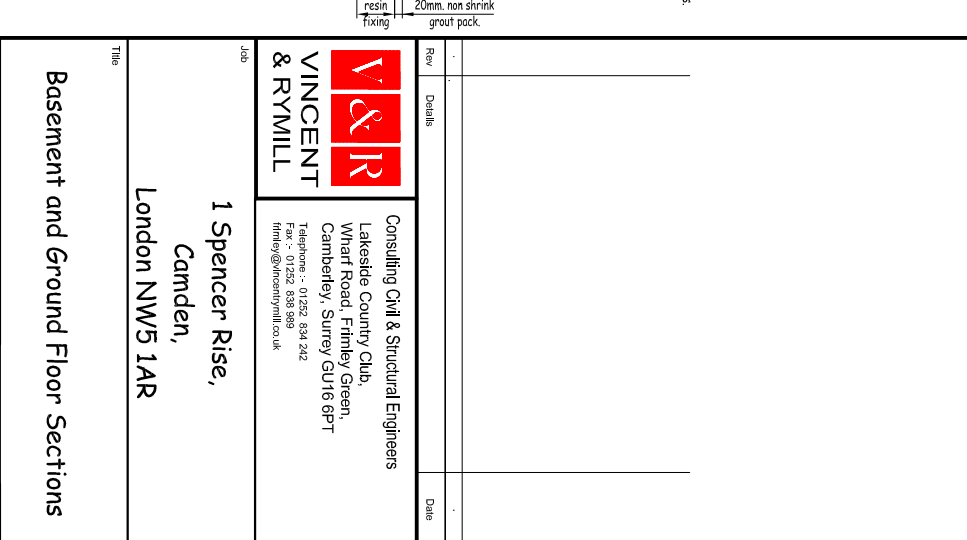 resin
fixing
20mm. non shrink
grout pack.
Rev
Details
Date
V & R
VINCENT
& RYMILL
Consulting Civil & Structural Engineers
Lakeside Country Club,
Wharf Road, Frimley Green,
Camberley, Surrey GU16 6PT
Telephone :- 01252 834 242
Fax :- 01252 838 989
frimley@vincentrymill.co.uk
Job
1 Spencer Rise,
Camden,
London NW5 1AR
Title
Basement and Ground Floor Sections